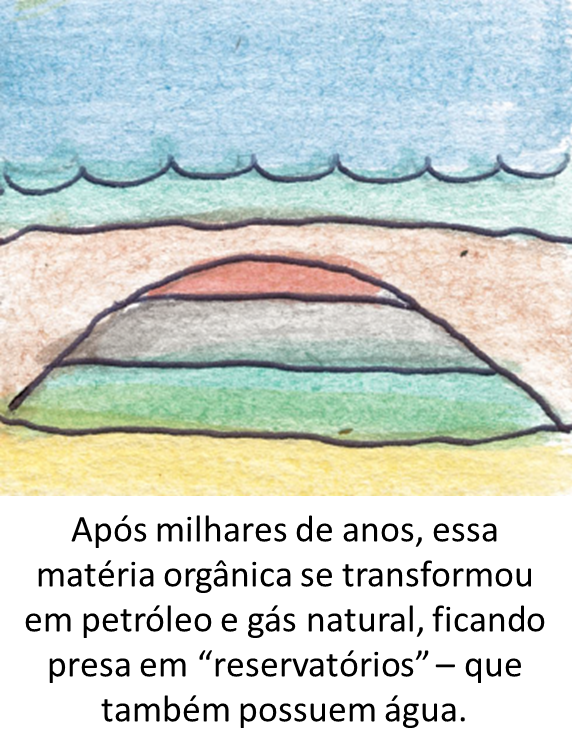 Após milhares de anos, essa
matéria orgânica se transformou
em petróleo e gás natural, ficando
presa em “reservatórios” – que
também possuem água.